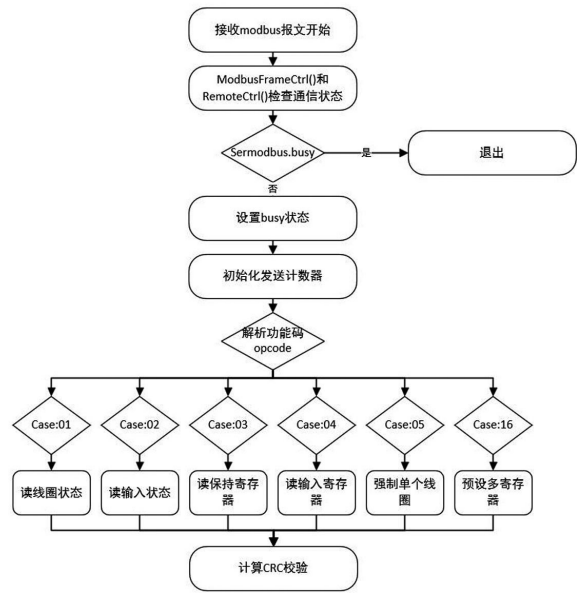 接收modbus报文开始
ModbusFrameCtrl()和
RemoteCtrl()检查通信状态
Sermodbus.busy
是
退出
否
设置busy状态
初始化发送计数器
解析功能码
opcode
Case:01
Case:02
Case:03
Case:04
Case:05
Case:16
读线圈状态
读输入状态
读保持寄存
器
读输入寄存
器
强制单个线
圈
预设多寄存
器
计算CRC校验